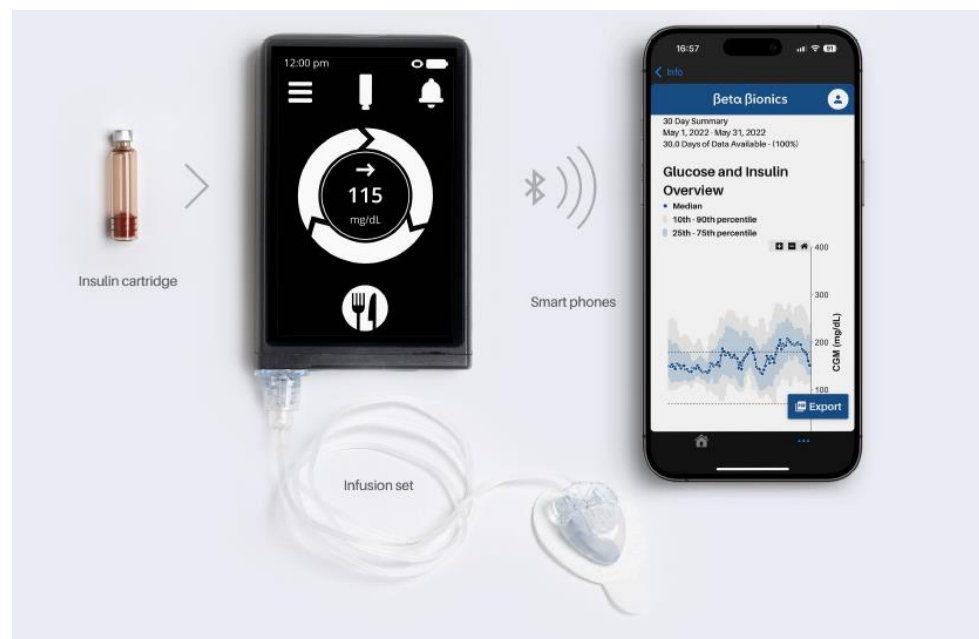 Insulin cartridge
12:00 pm
115
mg/dL
Infusion set
Smart phones
16:57
91
Info
βeta βionics
30 Day Summary
May 1, 2022 - May 31, 2022
30.0 Days of Data Available - (100%)
Glucose and Insulin
Overview
Median
10th - 90th percentile
25th - 75th percentile
400
300
200
100
CGM (mg/dL)
Export